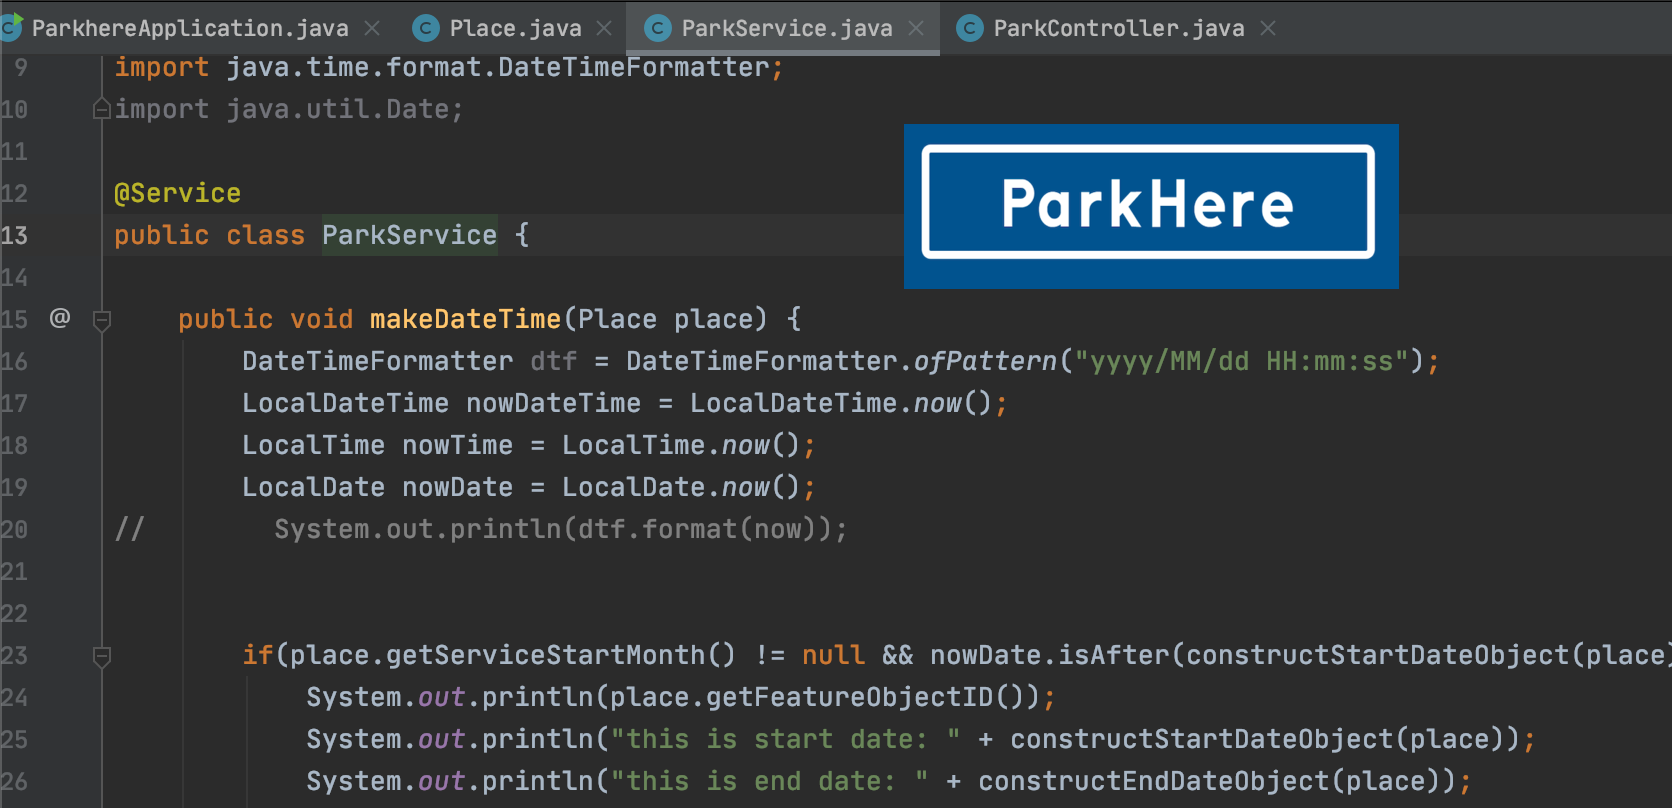 ParkhereApplication.java Place.java ParkService.java ParkController.java
9 import java.time.format.DateTimeFormatter;
10 import java.util.Date;
11
12 @Service
13 public class ParkService {
14
15 @ public void makeDateTime(Place place) {
16 DateTimeFormatter dtf = DateTimeFormatter.ofPattern("yyyy/MM/dd HH:mm:ss");
17 LocalDateTime nowDateTime = LocalDateTime.now();
18 LocalTime nowTime = LocalTime.now();
19 LocalDate nowDate = LocalDate.now();
20 // System.out.println(dtf.format(now));
21
22
23 if(place.getServiceStartMonth() != null && nowDate.isAfter(constructStartDateObject(place)
24 System.out.println(place.getFeatureObjectID());
25 System.out.println("this is start date: " + constructStartDateObject(place));
26 System.out.println("this is end date: " + constructEndDateObject(place));
ParkHere